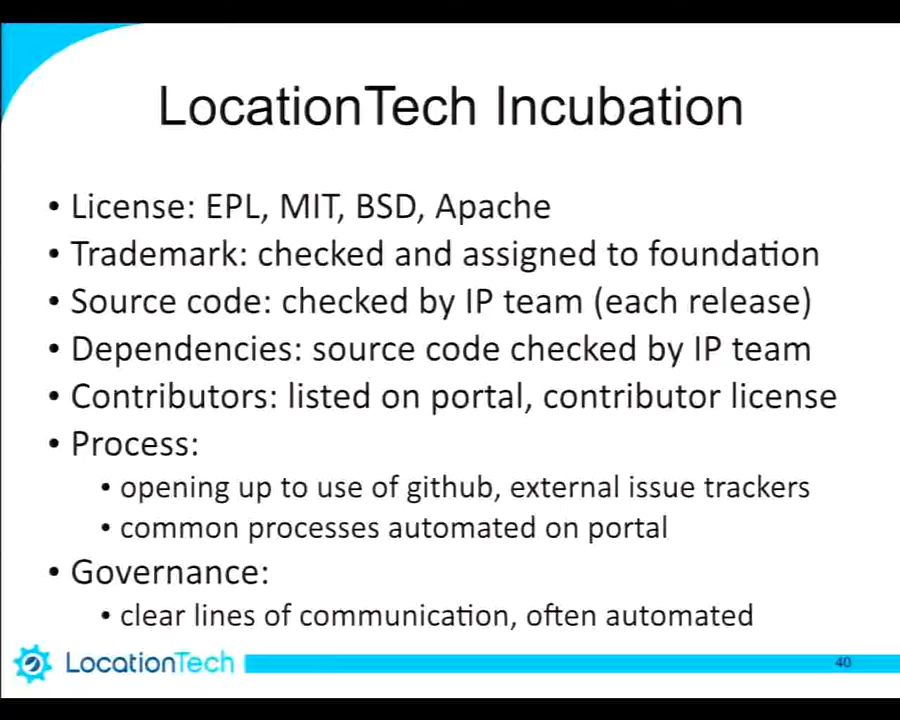 LocationTech Incubation
• License: EPL, MIT, BSD, Apache
• Trademark: checked and assigned to foundation
• Source code: checked by IP team (each release)
• Dependencies: source code checked by IP team
• Contributors: listed on portal, contributor license
• Process:
• opening up to use of github, external issue trackers
• common processes automated on portal
• Governance:
• clear lines of communication, often automated
LocationTech
40